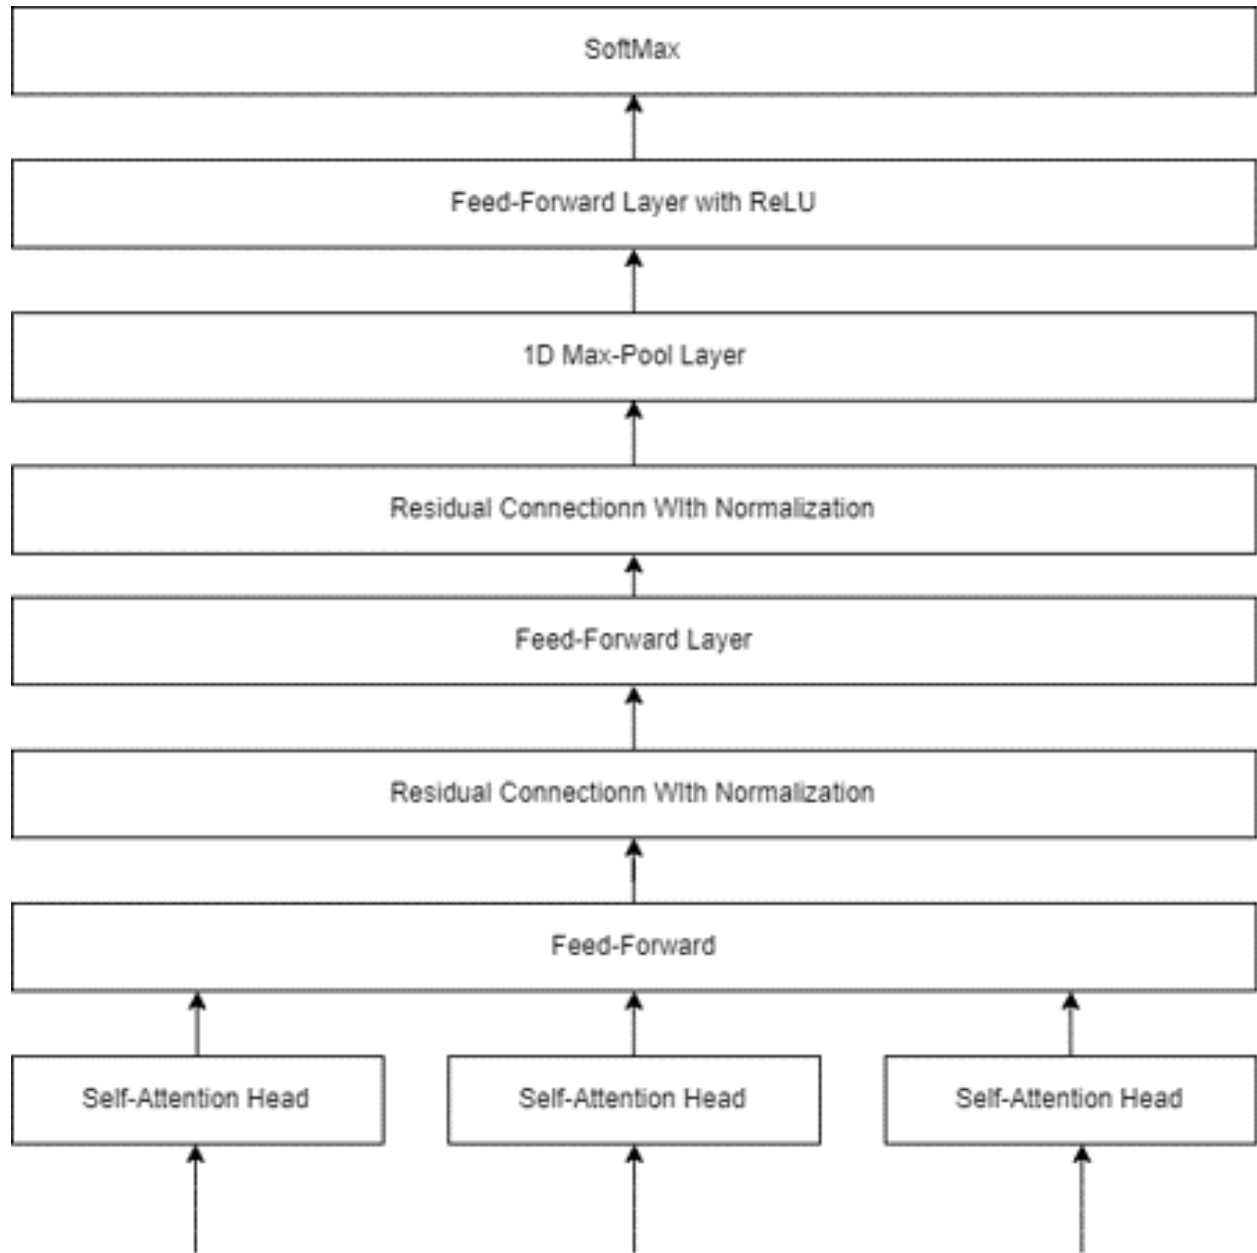 SoftMax
Feed-Forward Layer with ReLU
1D Max-Pool Layer
Residual Connectionn WIth Normalization
Feed-Forward Layer
Residual Connectionn WIth Normalization
Feed-Forward
Self-Attention Head
Self-Attention Head
Self-Attention Head